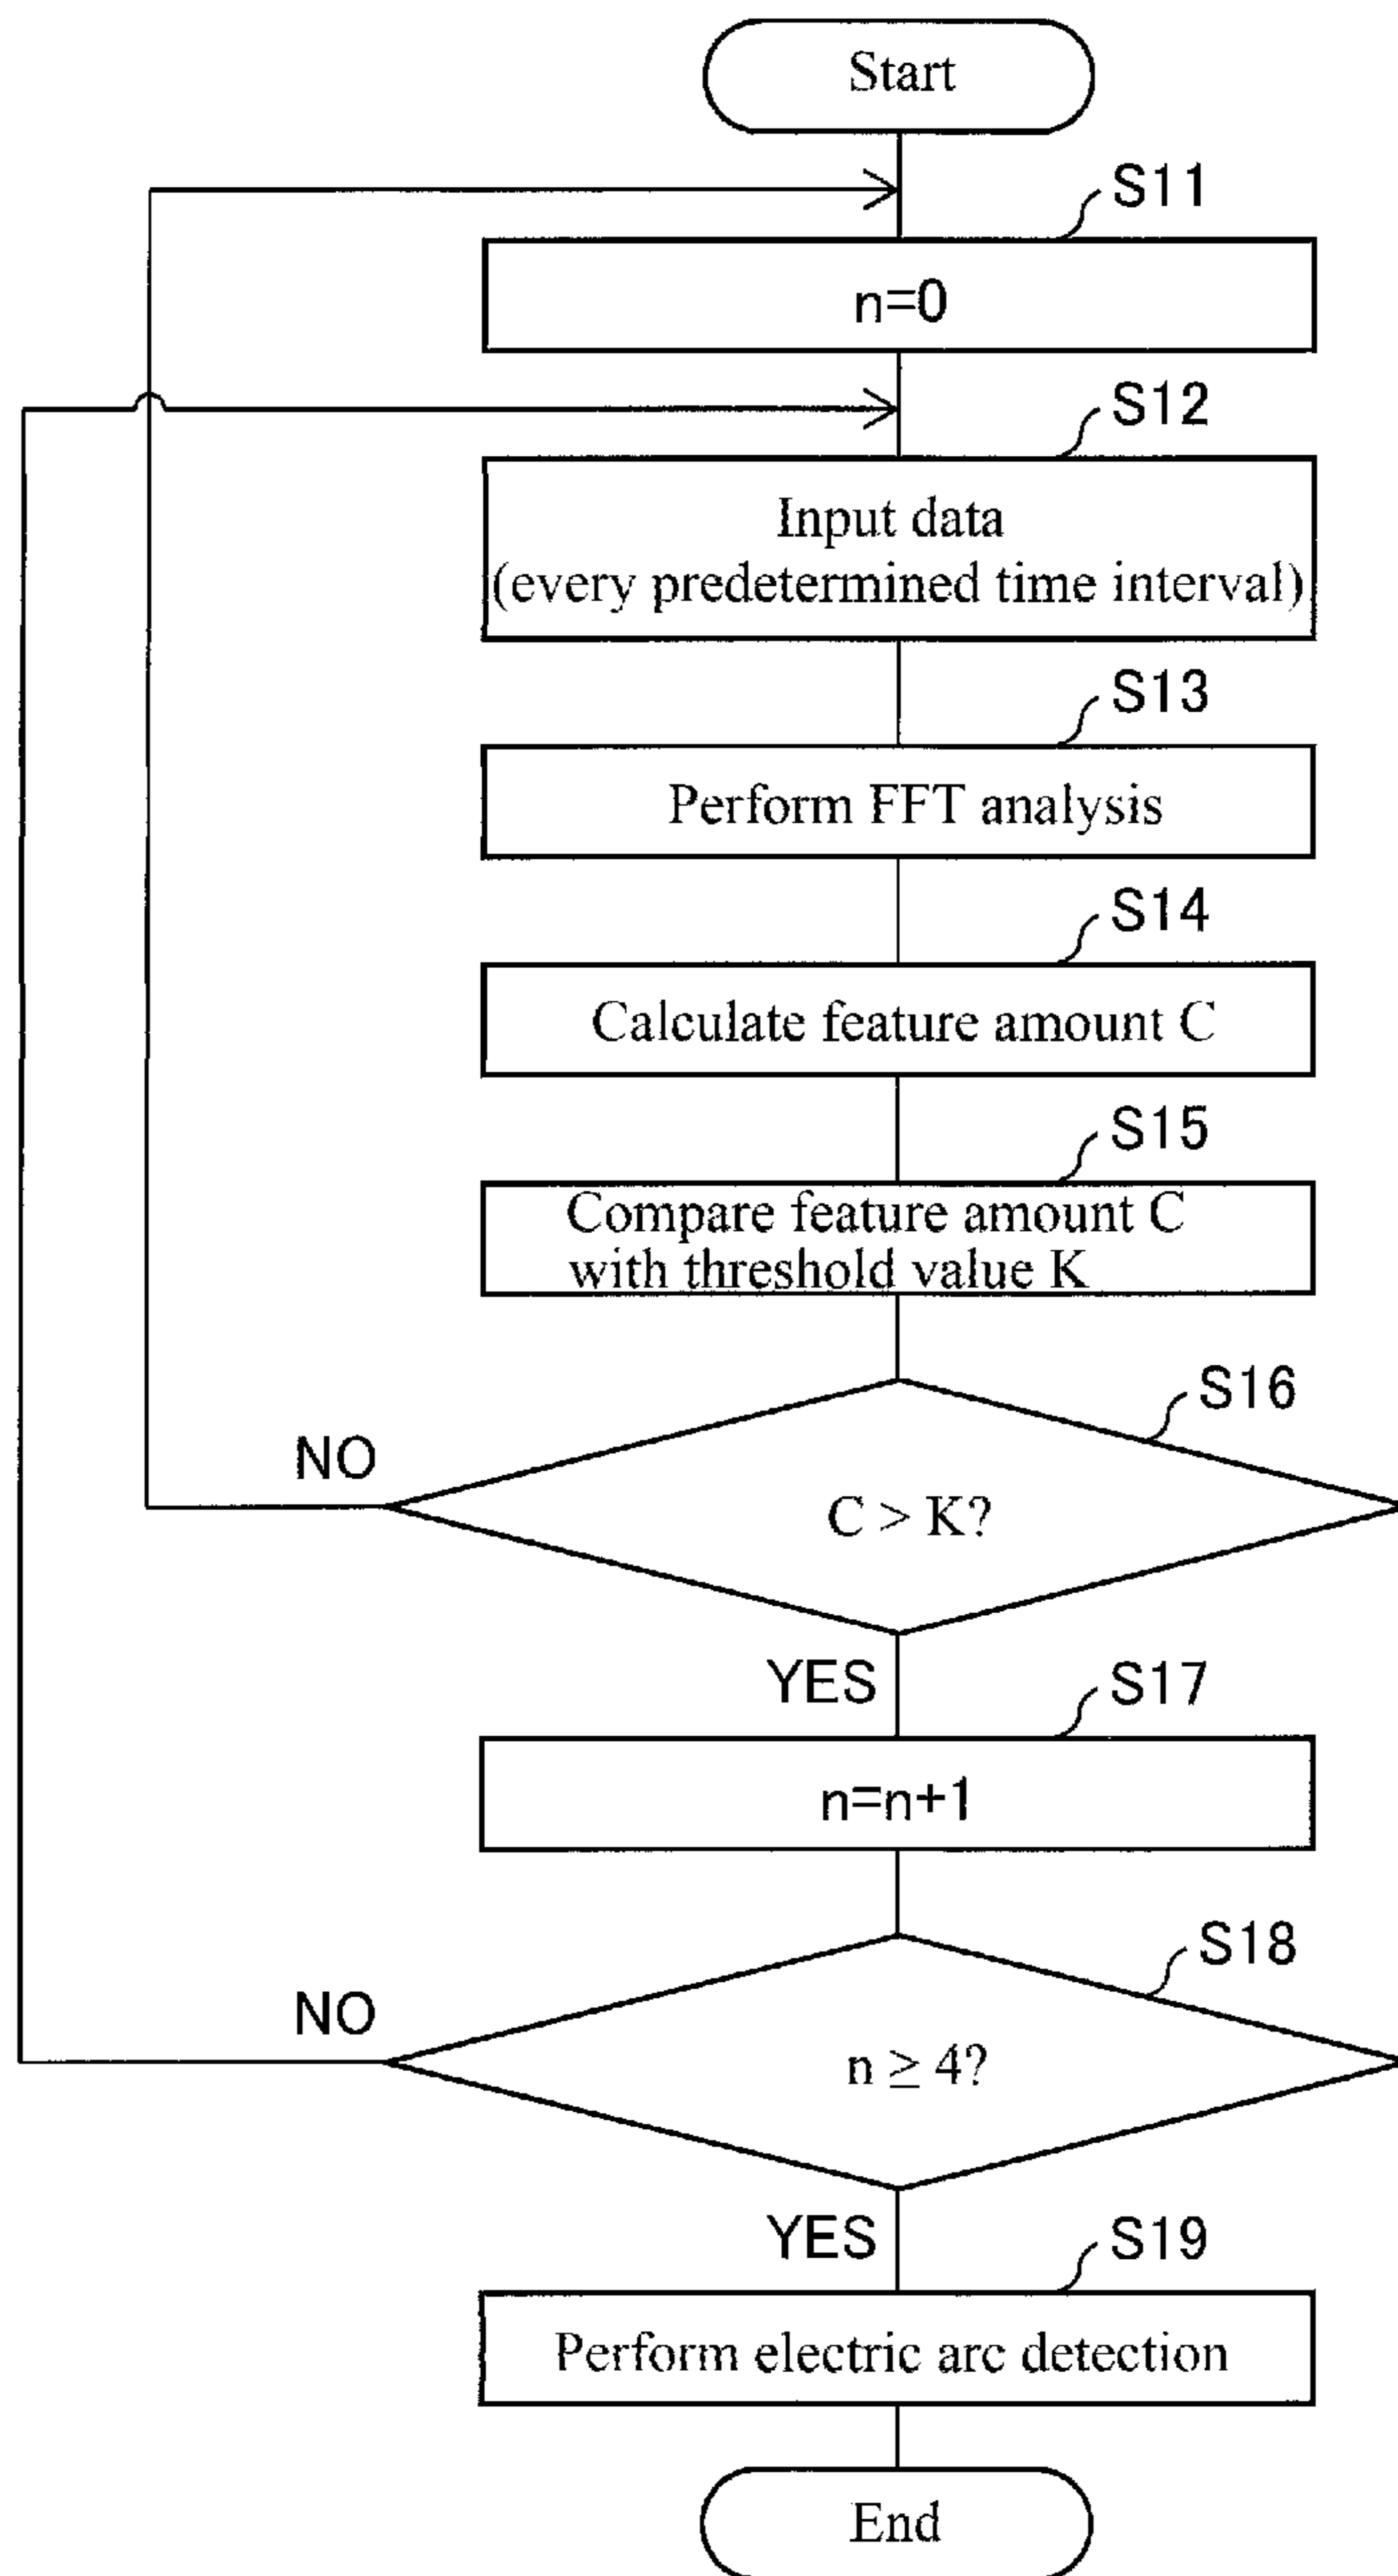 Start
S11
n=0
S12
Input data
(every predetermined time interval)
S13
Perform FFT analysis
S14
Calculate feature amount C
S15
Compare feature amount C
with threshold value K
S16
NO
C > K?
YES
S17
n=n+1
S18
NO
n ≥ 4?
YES
S19
Perform electric arc detection
End